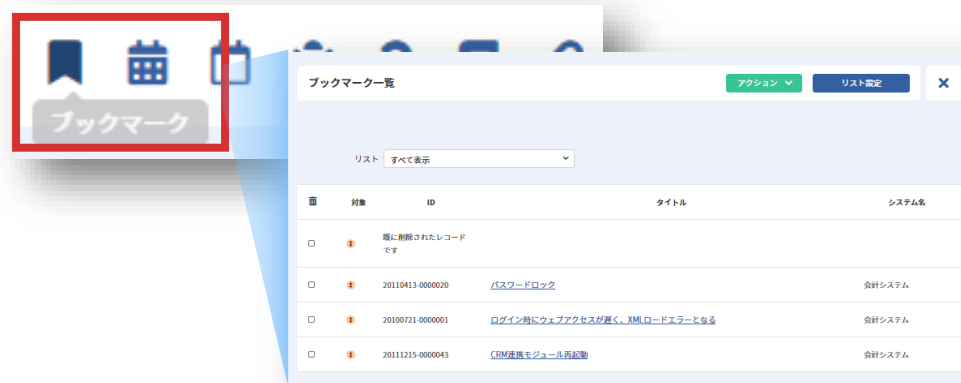 ブックマーク
ブックマーク一覧
アクション
リスト設定
リスト すべて表示
対象 ID タイトル システム名
既に削除されたレコード
です
20110413-0000020 パスワードロック 会計システム
20100721-0000001 ログイン時にウェブアクセスが遅く、XMLロードエラーとなる 会計システム
20111215-0000043 CRM連携モジュール再起動 会計システム